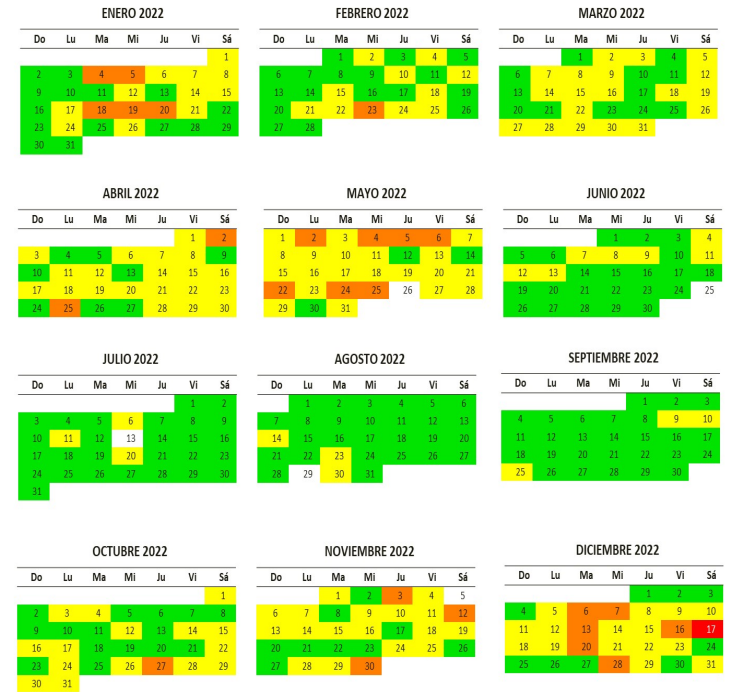 ENERO 2022 FEBRERO 2022 MARZO 2022
Do Lu Ma Mi Ju Vi Sá Do Lu Ma Mi Ju Vi Sá Do Lu Ma Mi Ju Vi Sá
1 1 2 3 4 5 1 2 3 4 5
2 3 4 5 6 7 8 6 7 8 9 10 11 12 6 7 8 9 10 11 12
9 10 11 12 13 14 15 13 14 15 16 17 18 19 13 14 15 16 17 18 19
16 17 18 19 20 21 22 20 21 22 23 24 25 26 20 21 22 23 24 25 26
23 24 25 26 27 28 29 27 28 27 28 29 30 31
30 31
ABRIL 2022 MAYO 2022 JUNIO 2022
Do Lu Ma Mi Ju Vi Sá Do Lu Ma Mi Ju Vi Sá Do Lu Ma Mi Ju Vi Sá
1 2 1 2 3 4 5 6 7 1 2 3 4
3 4 5 6 7 8 9 8 9 10 11 12 13 14 5 6 7 8 9 10 11
10 11 12 13 14 15 16 15 16 17 18 19 20 21 12 13 14 15 16 17 18
17 18 19 20 21 22 23 22 23 24 25 26 27 28 19 20 21 22 23 24 25
24 25 26 27 28 29 30 29 30 31 26 27 28 29 30
JULIO 2022 AGOSTO 2022 SEPTIEMBRE 2022
Do Lu Ma Mi Ju Vi Sá Do Lu Ma Mi Ju Vi Sá Do Lu Ma Mi Ju Vi Sá
1 2 1 2 3 4 5 6 1 2 3
3 4 5 6 7 8 9 7 8 9 10 11 12 13 4 5 6 7 8 9 10
10 11 12 13 14 15 16 14 15 16 17 18 19 20 11 12 13 14 15 16 17
17 18 19 20 21 22 23 21 22 23 24 25 26 27 18 19 20 21 22 23 24
24 25 26 27 28 29 30 28 29 30 31 25 26 27 28 29 30
31
OCTUBRE 2022 NOVIEMBRE 2022 DICIEMBRE 2022
Do Lu Ma Mi Ju Vi Sá Do Lu Ma Mi Ju Vi Sá Do Lu Ma Mi Ju Vi Sá
1 1 2 3 4 5 1 2 3
2 3 4 5 6 7 8 6 7 8 9 10 11 12 4 5 6 7 8 9 10
9 10 11 12 13 14 15 13 14 15 16 17 18 19 11 12 13 14 15 16 17
16 17 18 19 20 21 22 20 21 22 23 24 25 26 18 19 20 21 22 23 24
23 24 25 26 27 28 29 27 28 29 30 25 26 27 28 29 30 31
30 31